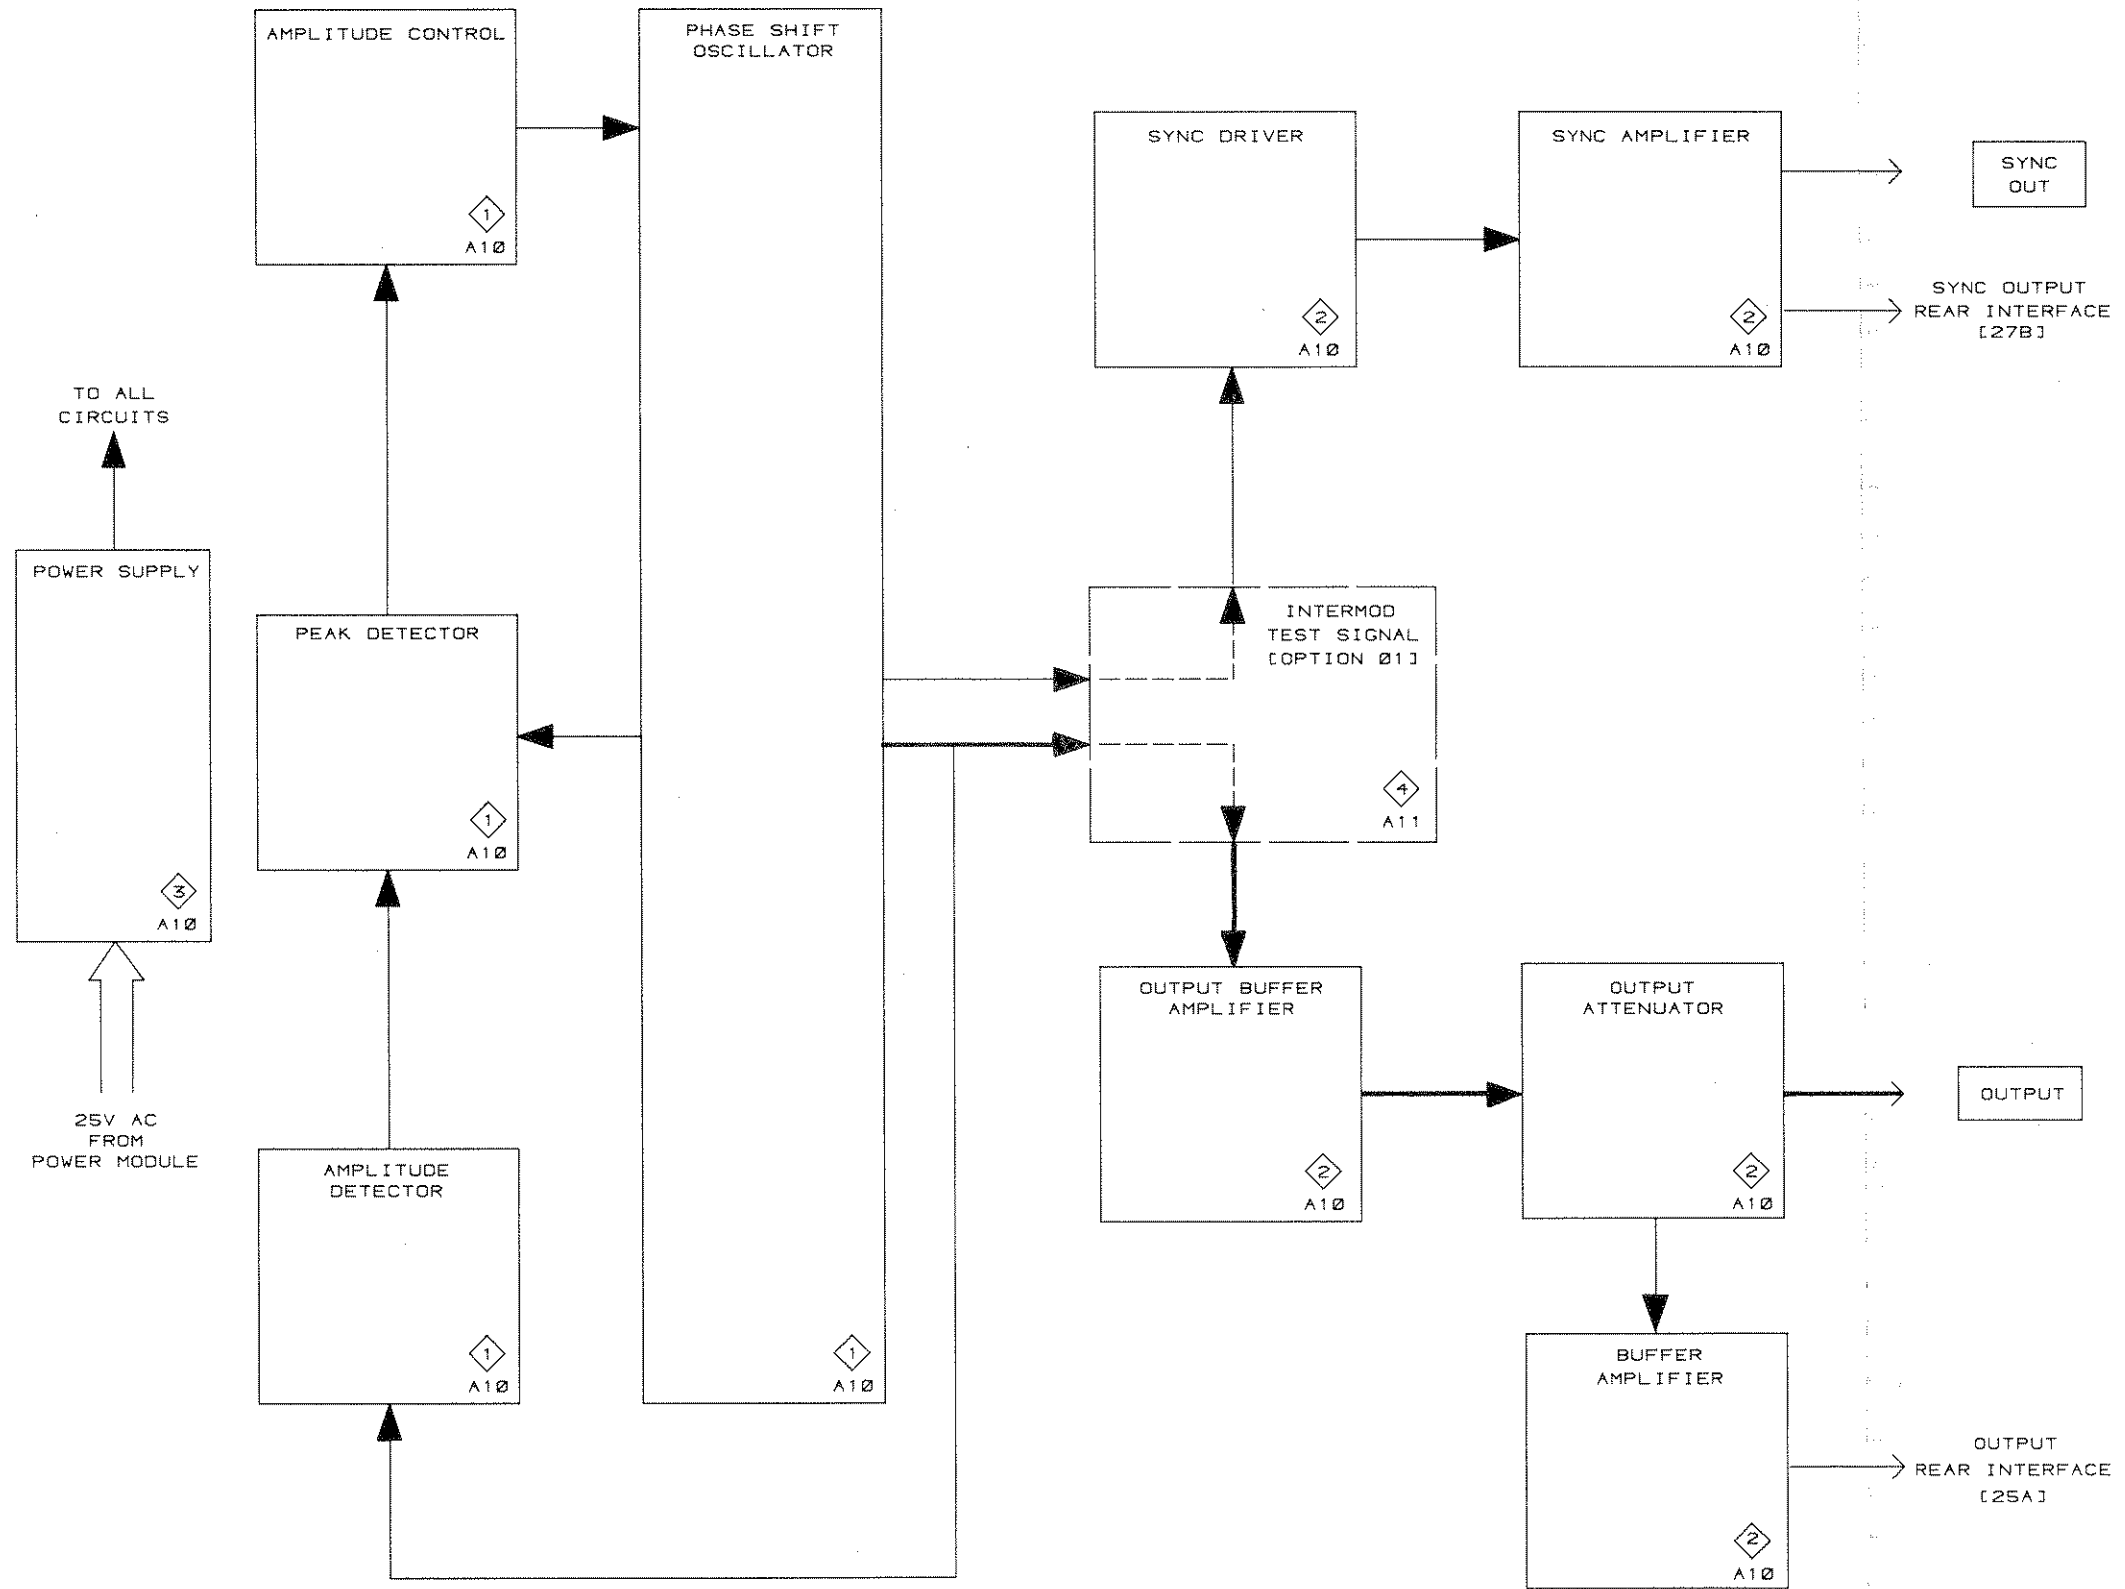 AMPLITUDE CONTROL
1
A10
PHASE SHIFT
OSCILLATOR
1
A10
SYNC DRIVER
2
A10
SYNC AMPLIFIER
2
A10
SYNC
OUT
SYNC OUTPUT
REAR INTERFACE
[27B]
TO ALL
CIRCUITS
POWER SUPPLY
3
A10
25V AC
FROM
POWER MODULE
PEAK DETECTOR
1
A10
INTERMOD
TEST SIGNAL
[OPTION 01]
4
A11
AMPLITUDE
DETECTOR
1
A10
OUTPUT BUFFER
AMPLIFIER
2
A10
OUTPUT
ATTENUATOR
2
A10
OUTPUT
BUFFER
AMPLIFIER
2
A10
OUTPUT
REAR INTERFACE
[25A]